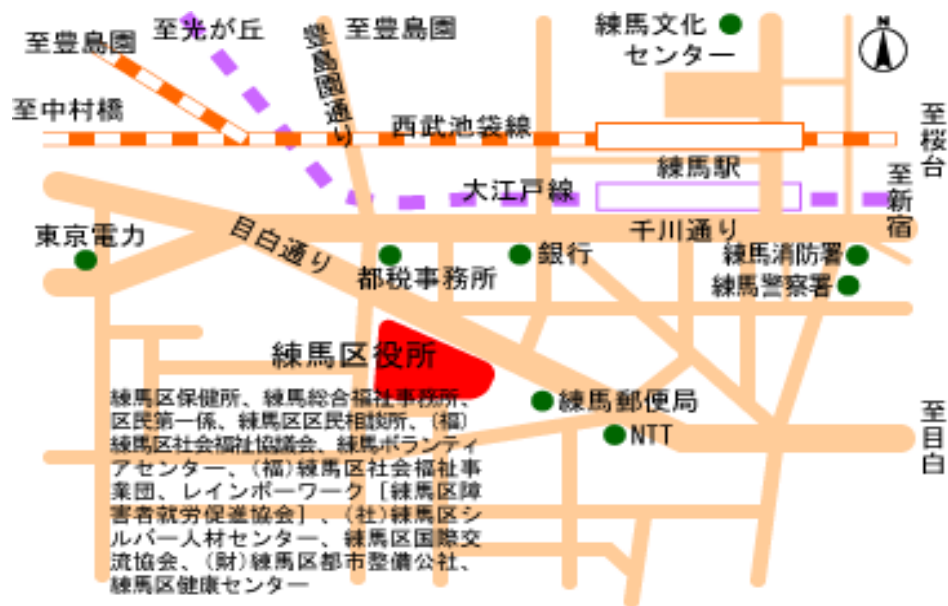 至豊島園
至光が丘
至豊島園
豊島園通り
練馬文化
センター
N
至中村橋
西武池袋線
至桜台
練馬駅
大江戸線
至新宿
千川通り
東京電力
目白通り
都税事務所
銀行
練馬消防署
練馬警察署
練馬区役所
練馬区保健所、練馬総合福祉事務所、
区民第一係、練馬区区民相談所、(福)
練馬区社会福祉協議会、練馬ボランティ
アセンター、(福)練馬区社会福祉事
業団、レインボーワーク［練馬区障
害者就労促進協会］、(社)練馬区シ
ルバー人材センター、練馬区国際交
流協会、(財)練馬区都市整備公社、
練馬区健康センター
練馬郵便局
NTT
至目白